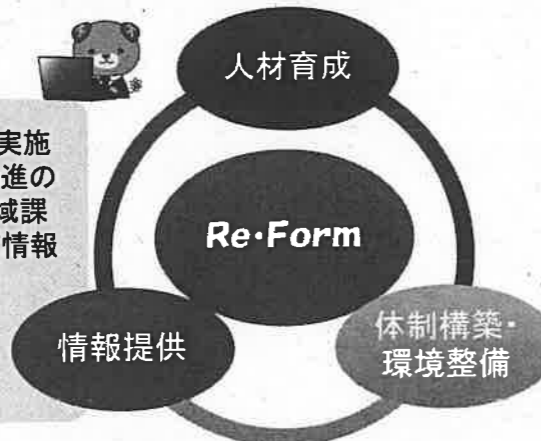 人材育成
実施
進の
域課
情報
Re・Form
情報提供
体制構築・
環境整備